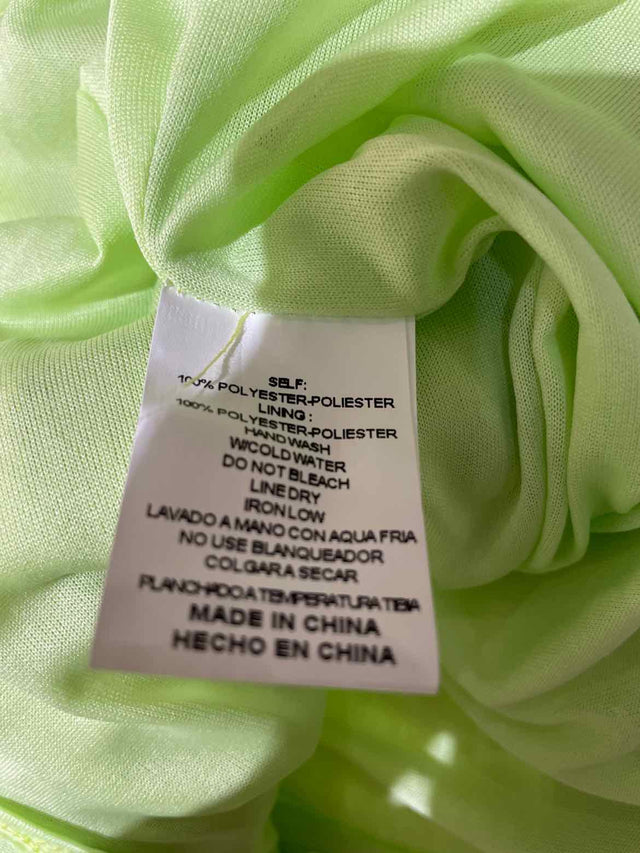 SELF:
100% POLYESTER-POLIESTER
LINING :
100% POLYESTER-POLIESTER
HAND WASH
W/COLD WATER
DO NOT BLEACH
LINE DRY
IRON LOW
LAVADO A MANO CON AQUA FRIA
NO USE BLANQUEADOR
COLGAR A SECAR
PLANCHADO A TEMPERATURA TIBIA
MADE IN CHINA
HECHO EN CHINA